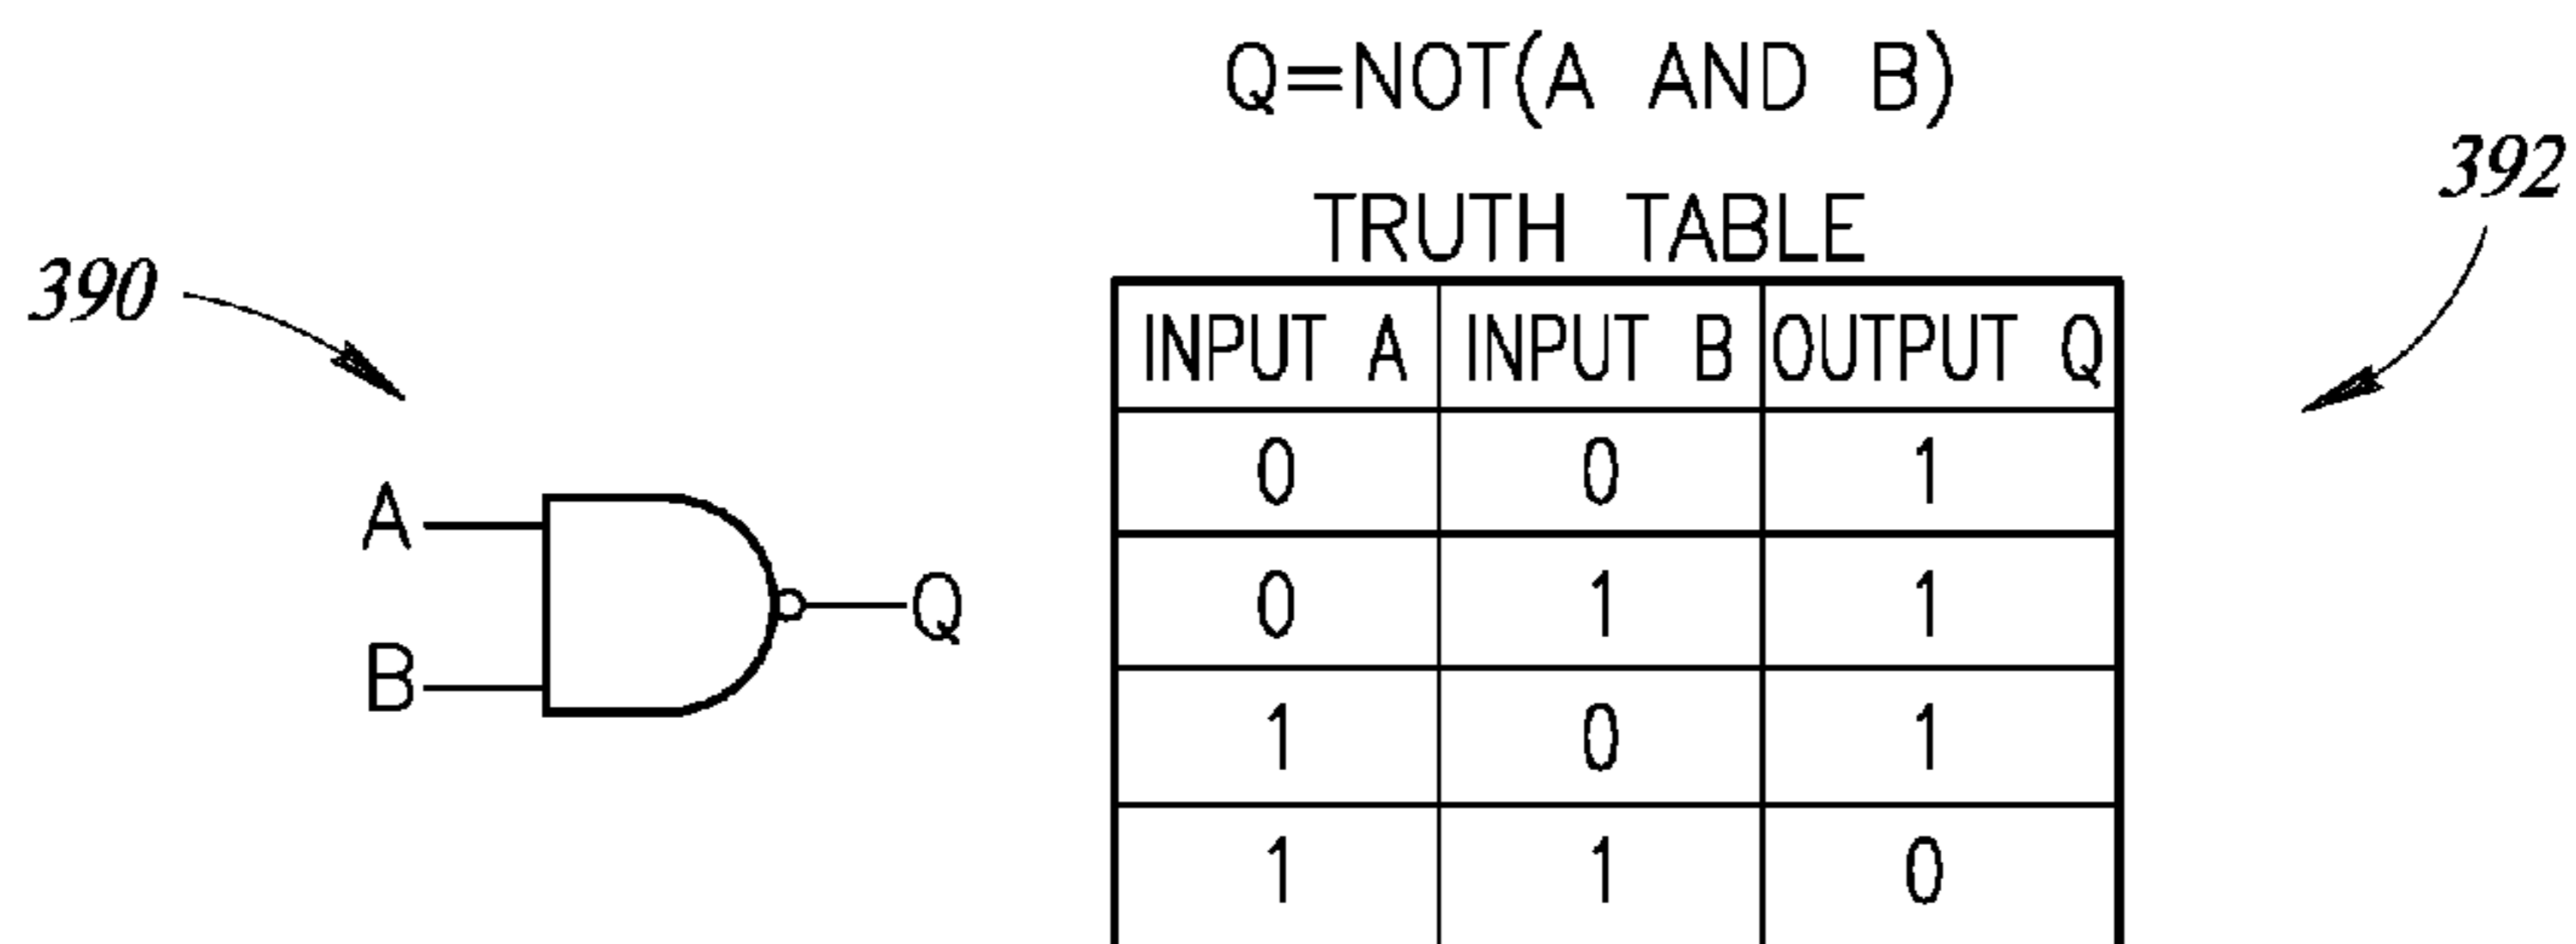 Q=NOT(A AND B)
392
TRUTH TABLE
390
INPUT A INPUT B OUTPUT Q
0 0 1
0 1 1
1 0 1
1 1 0
A
B
Q